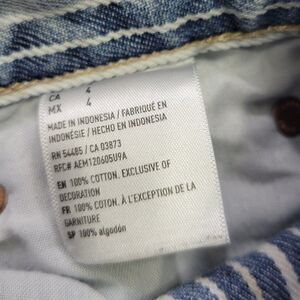 CA 4
MX 4
MADE IN INDONESIA / FABRIQUÉ EN
INDONÉSIE / HECHO EN INDONESIA
RN 54485 / CA 03873
RFC# AEM120605U9A
EN 100% COTTON. EXCLUSIVE OF
DECORATION
FR 100% COTON. À L'EXCEPTION DE LA
GARNITURE
SP 100% algodón